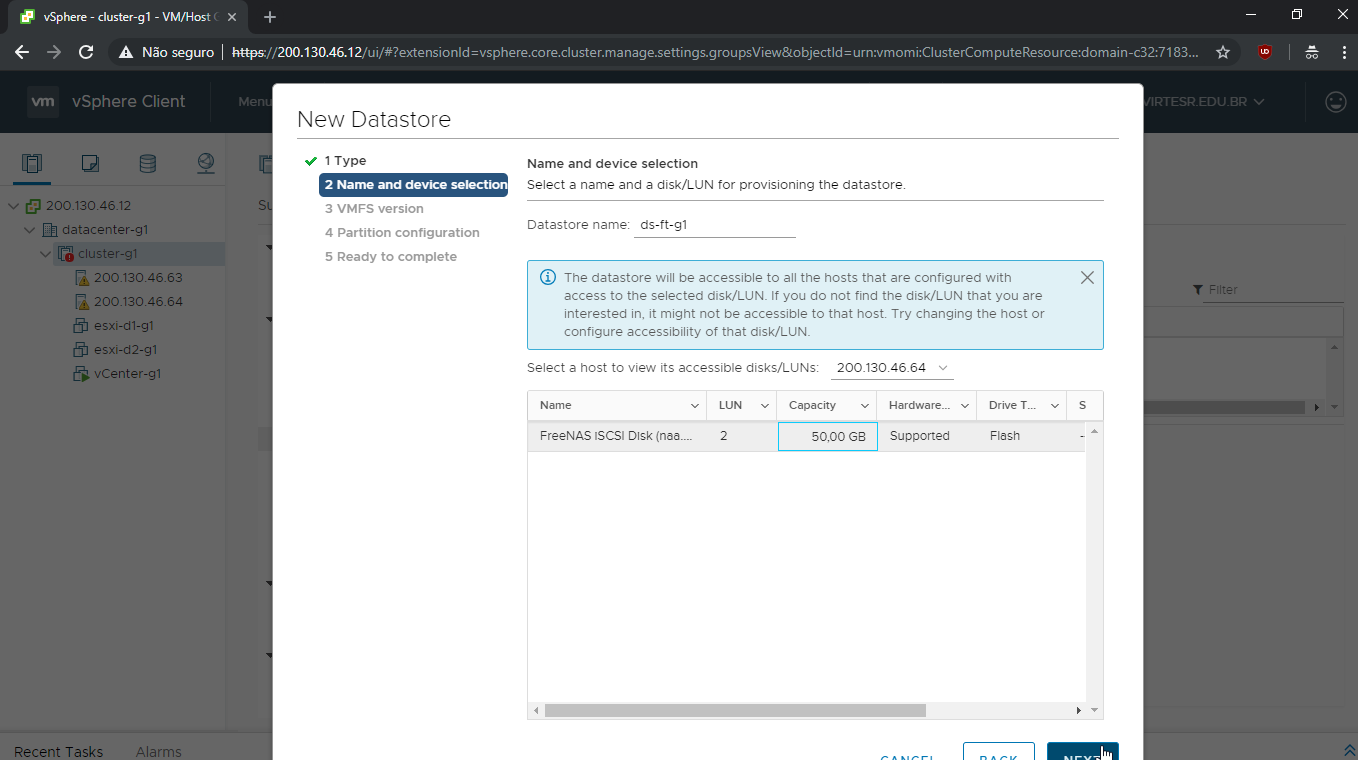 vSphere - cluster-g1 - VM/Host
Não seguro https://200.130.46.12/ui/#?extensionId=vsphere.core.cluster.manage.settings.groupsView&objectId=urn:vmomi:ClusterComputeResource:domain-c32:7183...
vm vSphere Client Menu VIRTESR.EDU.BR
New Datastore
1 Type
2 Name and device selection
3 VMFS version
4 Partition configuration
5 Ready to complete
200.130.46.12
datacenter-g1
cluster-g1
200.130.46.63
200.130.46.64
esxi-d1-g1
esxi-d2-g1
vCenter-g1
Su
Name and device selection
Select a name and a disk/LUN for provisioning the datastore.
Datastore name: ds-ft-g1
The datastore will be accessible to all the hosts that are configured with
access to the selected disk/LUN. If you do not find the disk/LUN that you are
interested in, it might not be accessible to that host. Try changing the host or
configure accessibility of that disk/LUN.
Filter
Select a host to view its accessible disks/LUNs: 200.130.46.64
Name LUN Capacity Hardware... Drive T... S
FreeNAS iSCSI Disk (naa.... 2 50,00 GB Supported Flash -
CANCEL BACK NEXT
Recent Tasks Alarms